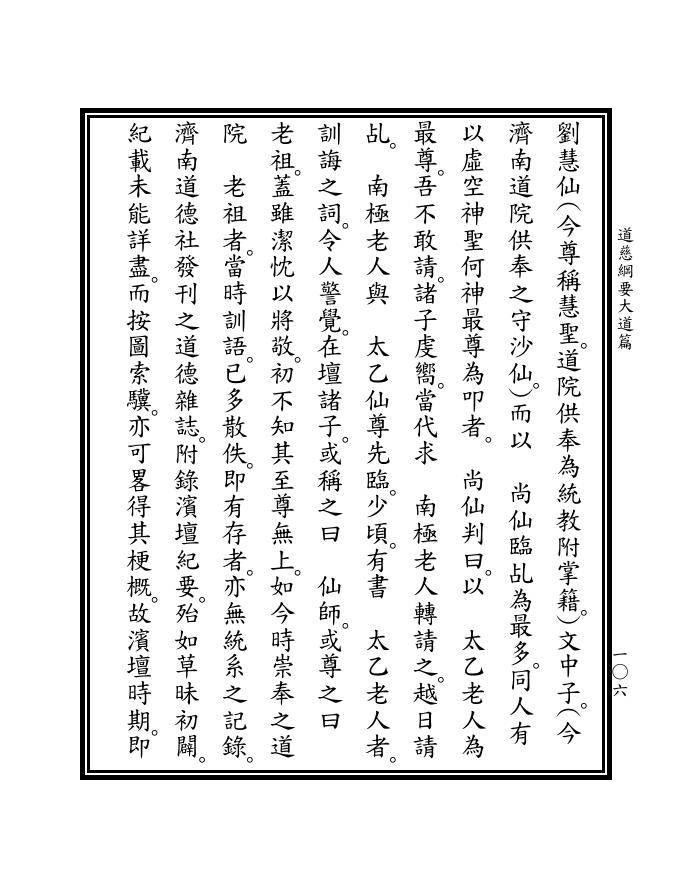 道慈綱要大道篇
一〇六
劉慧仙(今尊稱慧聖。道院供奉為統教附掌籍。)文中子。(今
濟南道院供奉之守沙仙。)而以　尚仙臨乩為最多。同人有
以虛空神聖何神最尊為叩者。　尚仙判曰。以　太乙老人為
最尊。吾不敢請。諸子虔嚮。當代求　南極老人轉請之。越日請
乩。　南極老人與　太乙仙尊先臨。少頃。有書　太乙老人者。
訓誨之詞。令人警覺。在壇諸子。或稱之曰　仙師。或尊之曰
老祖。蓋雖潔忱以將敬。初不知其至尊無上。如今時崇奉之道
院　老祖者。當時訓語。已多散佚。即有存者。亦無統系之記錄。
濟南道德社發刊之道德雜誌。附錄濱壇紀要。殆如草昧初闢。
紀載未能詳盡。而按圖索驥。亦可畧得其梗概。故濱壇時期。即